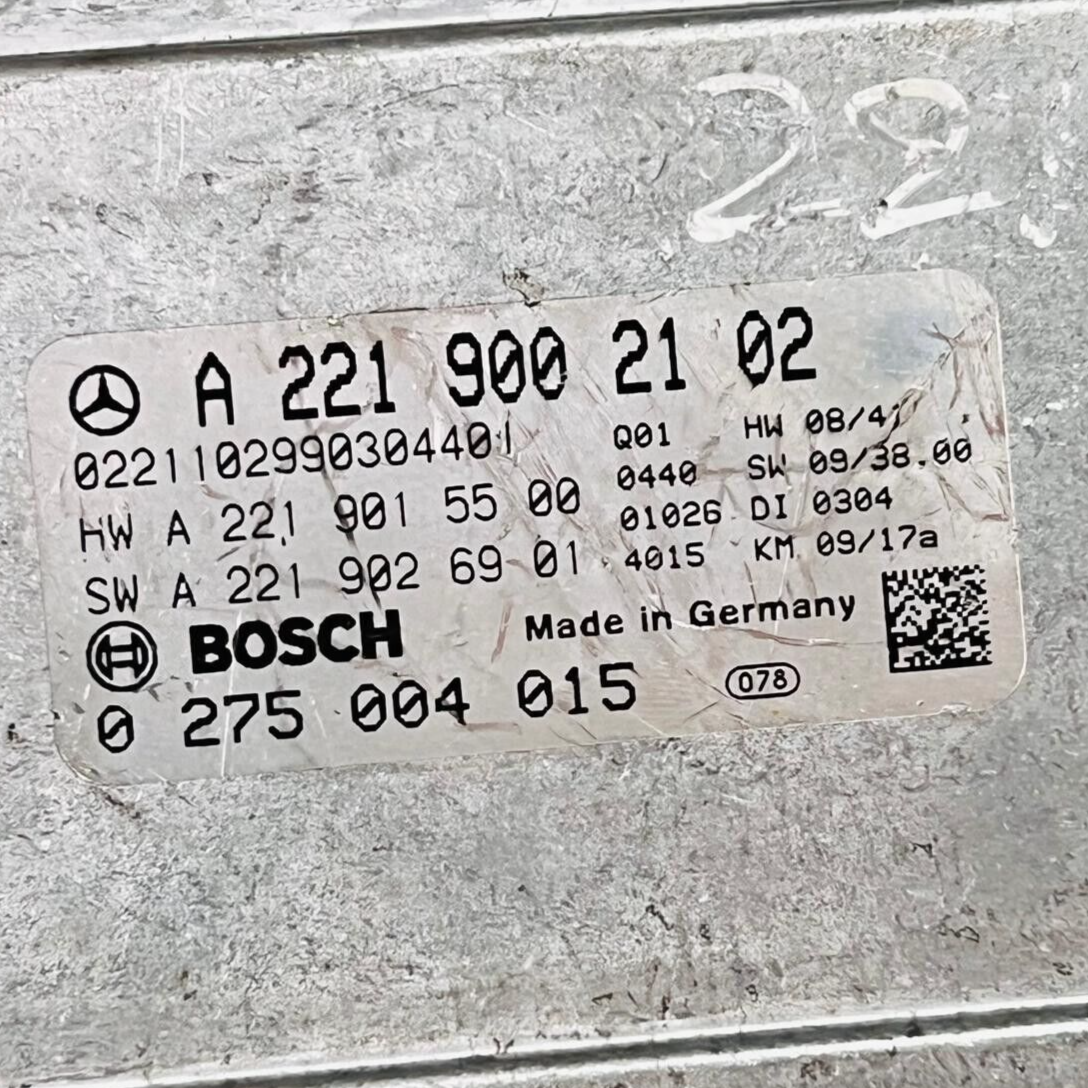 22.
A 221 900 21 02
0221102990304401 Q01 HW 08/4
0440 SW 09/38.00
HW A 221 901 55 00 01026 DI 0304
SW A 221 902 69 01 4015 KM 09/17a
BOSCH Made in Germany
0 275 004 015 078